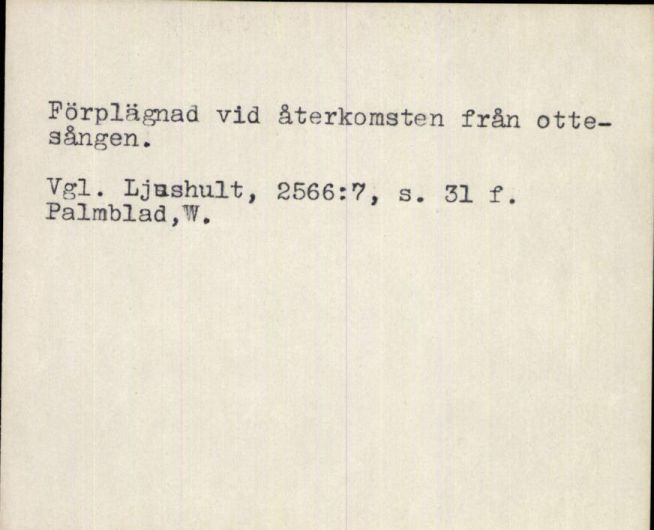 Förplägnad vid återkomsten från otte-
sången.
Vgl. Ljushult, 2566:7, s. 31 f.
Palmblad,W.